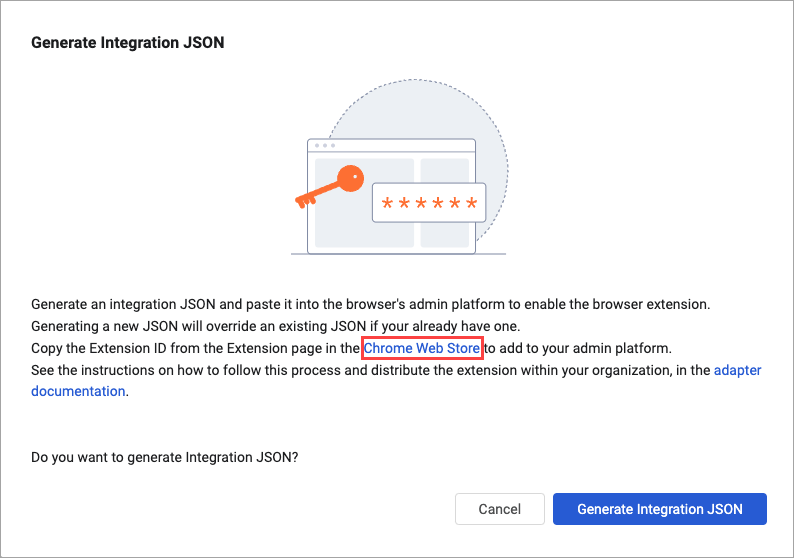 Generate Integration JSON
******
Generate an integration JSON and paste it into the browser's admin platform to enable the browser extension.
Generating a new JSON will override an existing JSON if your already have one.
Copy the Extension ID from the Extension page in the Chrome Web Store to add to your admin platform.
See the instructions on how to follow this process and distribute the extension within your organization, in the adapter
documentation.
Do you want to generate Integration JSON?
Cancel Generate Integration JSON